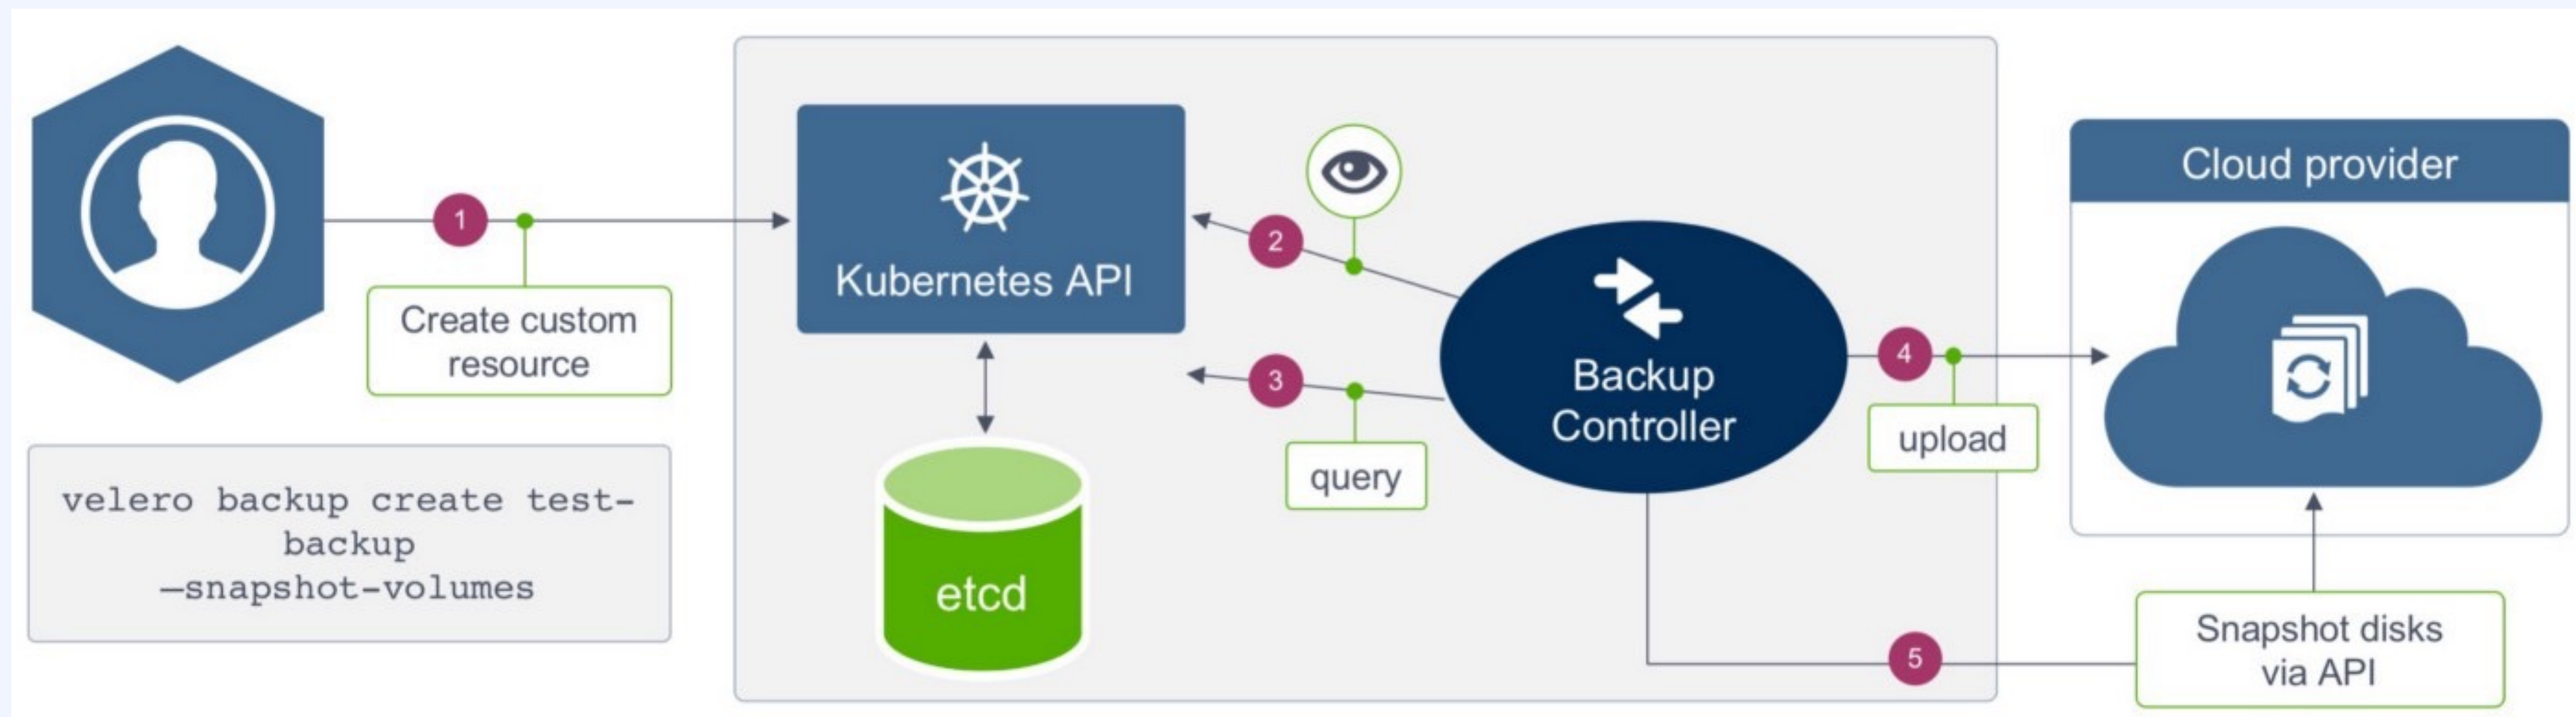 1
Create custom
resource
velero backup create test-
backup
—snapshot-volumes
Kubernetes API
etcd
2
3
query
Backup
Controller
4
upload
5
Cloud provider
Snapshot disks
via API